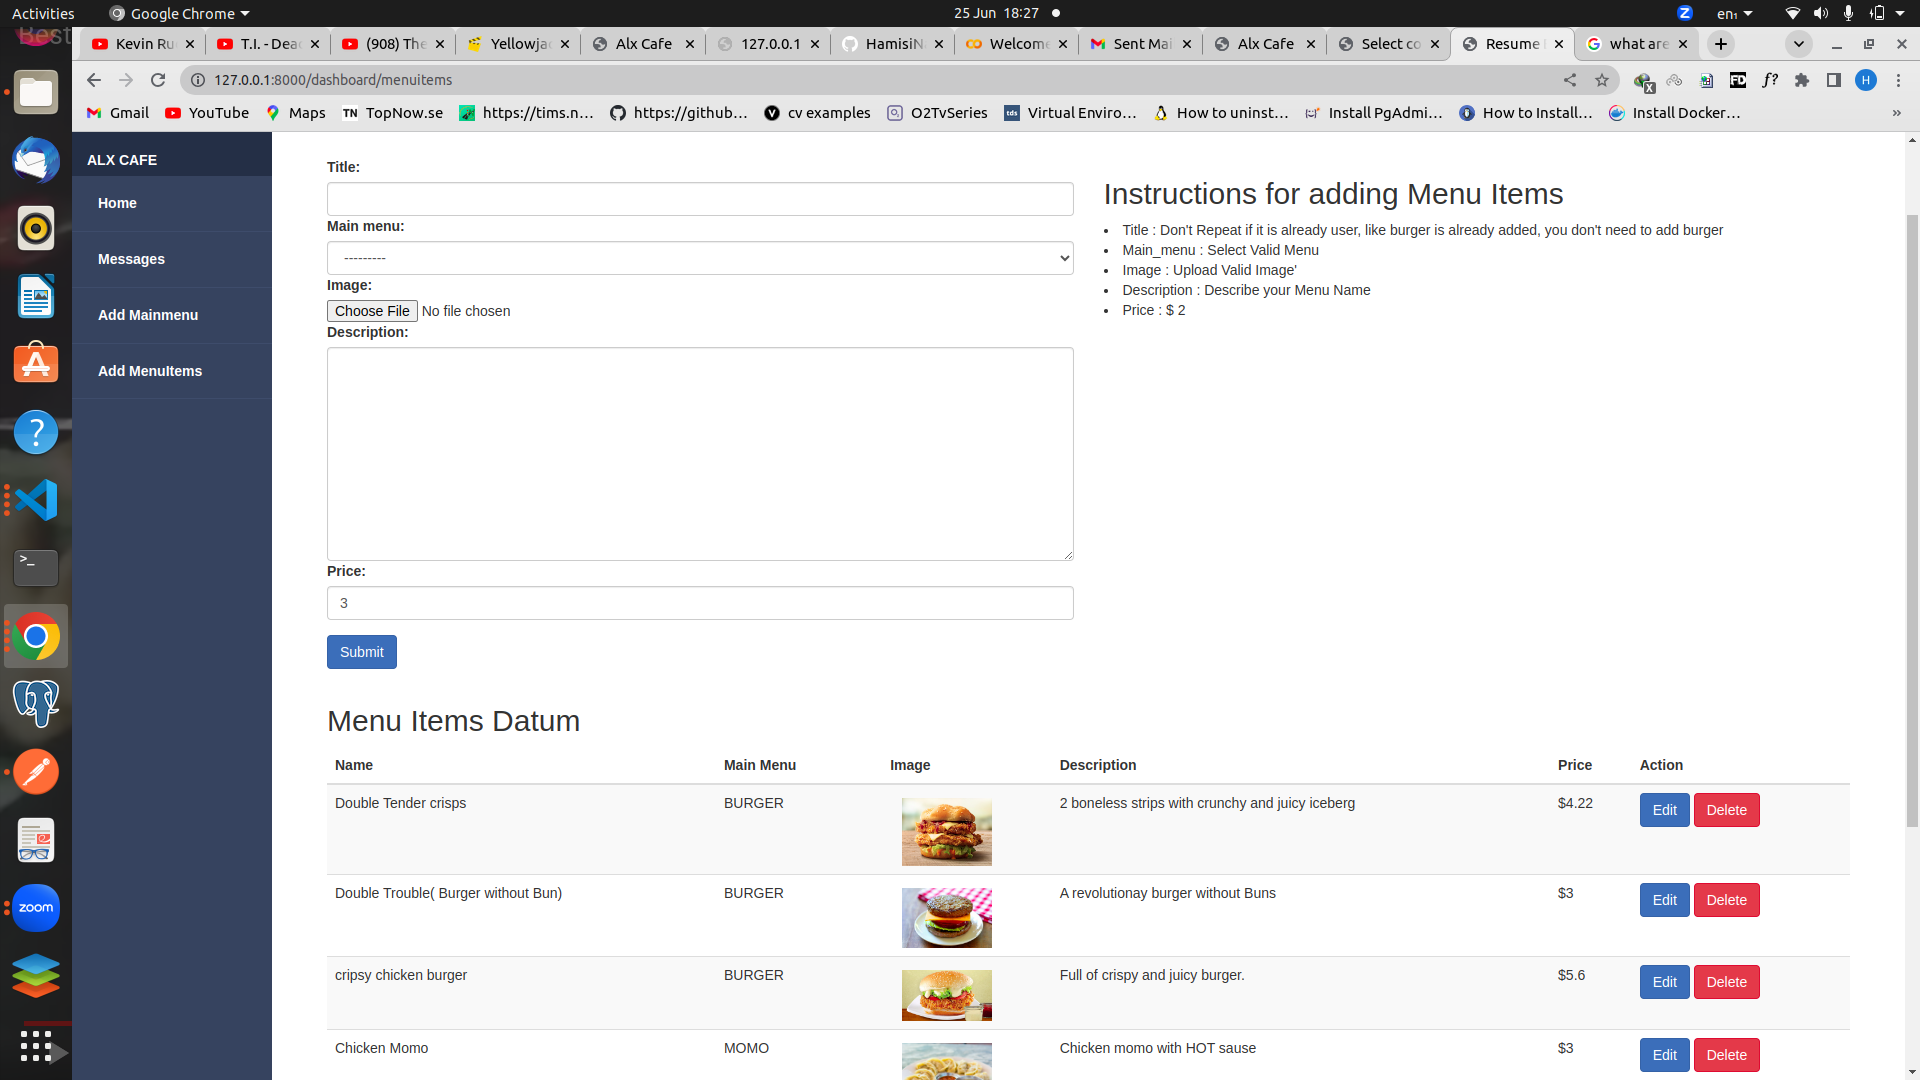 Activities Google Chrome 25 Jun 18:27 en₁
Best
Kevin Ru T.I. - Dea (908) The Yellowja Alx Cafe 127.0.0.1 HamisiN Welcome Sent Mai Alx Cafe Select co Resume what are
127.0.0.1:8000/dashboard/menuitems
FD f? H
Gmail YouTube Maps TN TopNow.se https://tims.n... https://github... V cv examples O2TvSeries tds Virtual Enviro... How to uninst... Install PgAdmi... How to Install... Install Docker... »
ALX CAFE
Home
Messages
Add Mainmenu
Add MenuItems
zoom
Title:
Main menu:
---------
Image:
Choose File No file chosen
Description:
Price:
3
Submit
Instructions for adding Menu Items
• Title : Don't Repeat if it is already user, like burger is already added, you don't need to add burger
• Main_menu : Select Valid Menu
• Image : Upload Valid Image'
• Description : Describe your Menu Name
• Price : $ 2
Menu Items Datum
Name Main Menu Image Description Price Action
Double Tender crisps BURGER 2 boneless strips with crunchy and juicy iceberg $4.22 Edit Delete
Double Trouble( Burger without Bun) BURGER A revolutionay burger without Buns $3 Edit Delete
cripsy chicken burger BURGER Full of crispy and juicy burger. $5.6 Edit Delete
Chicken Momo MOMO Chicken momo with HOT sause $3 Edit Delete